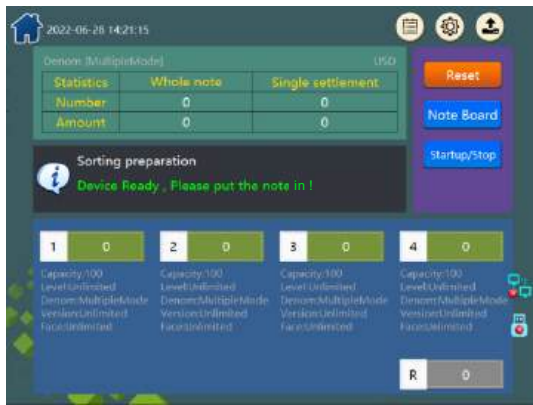 2022-06-28 14:21:15
Denom [MultipleMode] USD
Statistics Whole note Single settlement
Number 0 0
Amount 0 0
Reset
Note Board
Startup/Stop
Sorting preparation
Device Ready , Please put the note in !
1 0 2 0 3 0 4 0
Capacity:100 Capacity:100 Capacity:100 Capacity:100
Level:Unlimited Level:Unlimited Level:Unlimited Level:Unlimited
Denom:MultipleMode Denom:MultipleMode Denom:MultipleMode Denom:MultipleMode
Version:Unlimited Version:Unlimited Version:Unlimited Version:Unlimited
Face:Unlimited Face:Unlimited Face:Unlimited Face:Unlimited
R 0